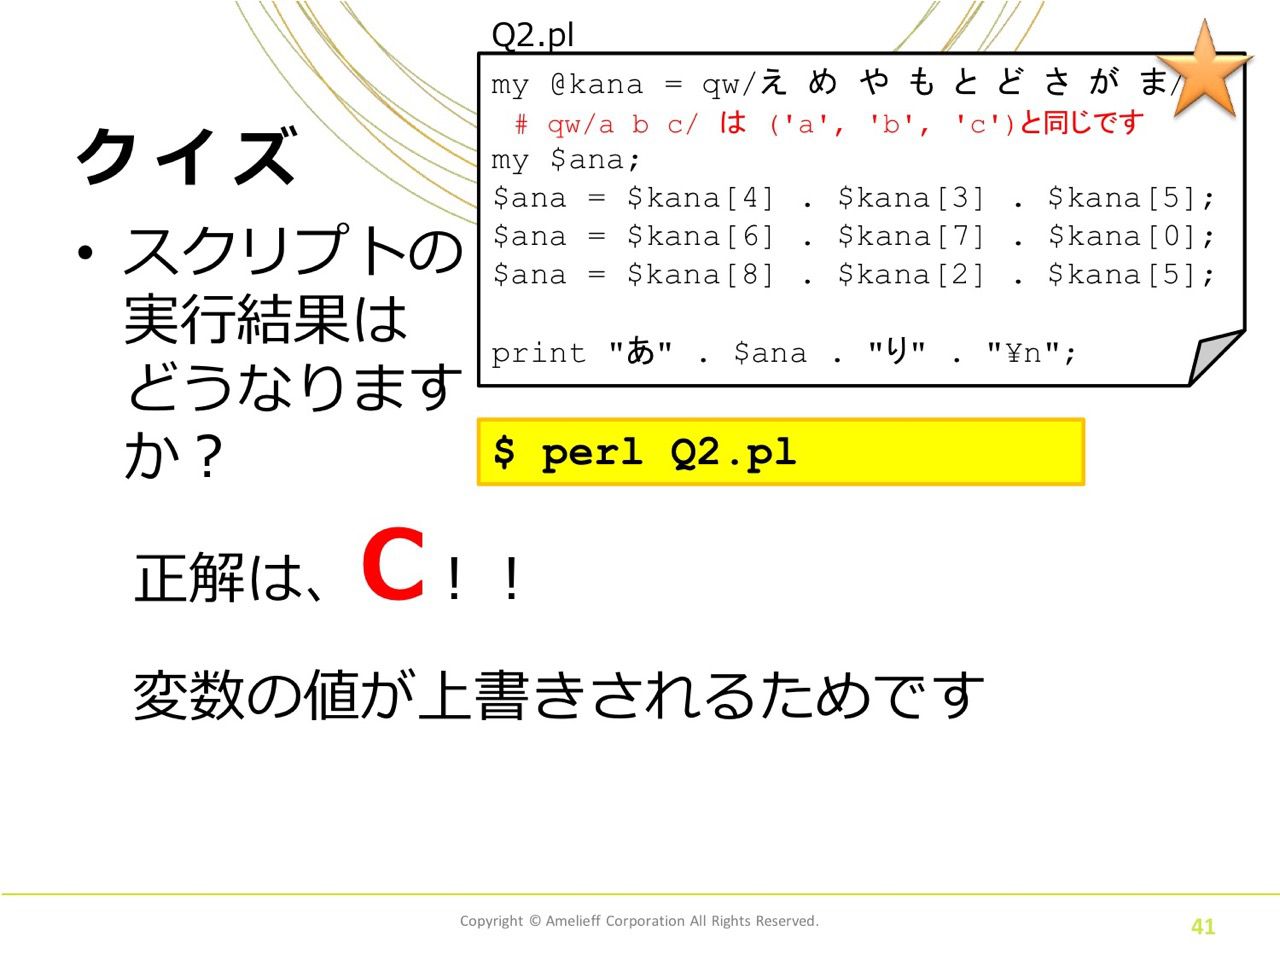 Q2.pl
my @kana = qw/え め や も と ど さ が ま/
# qw/a b c/ は ('a', 'b', 'c')と同じです
my $ana;
$ana = $kana[4] . $kana[3] . $kana[5];
$ana = $kana[6] . $kana[7] . $kana[0];
$ana = $kana[8] . $kana[2] . $kana[5];
print "あ" . $ana . "り" . "¥n";
クイズ
• スクリプトの
実行結果は
どうなります
か？
$ perl Q2.pl
正解は、C！！
変数の値が上書きされるためです
Copyright © Amelieff Corporation All Rights Reserved.
41